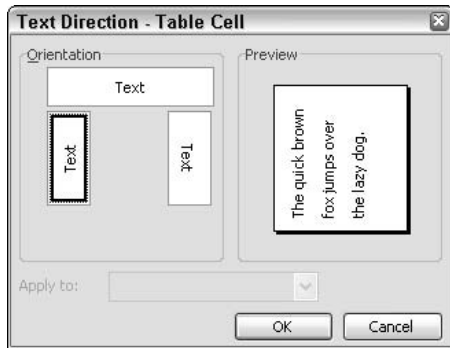 Text Direction - Table Cell
Orientation
Text
Text
Text
Preview
The quick brown
fox jumps over
the lazy dog.
Apply to:
OK
Cancel